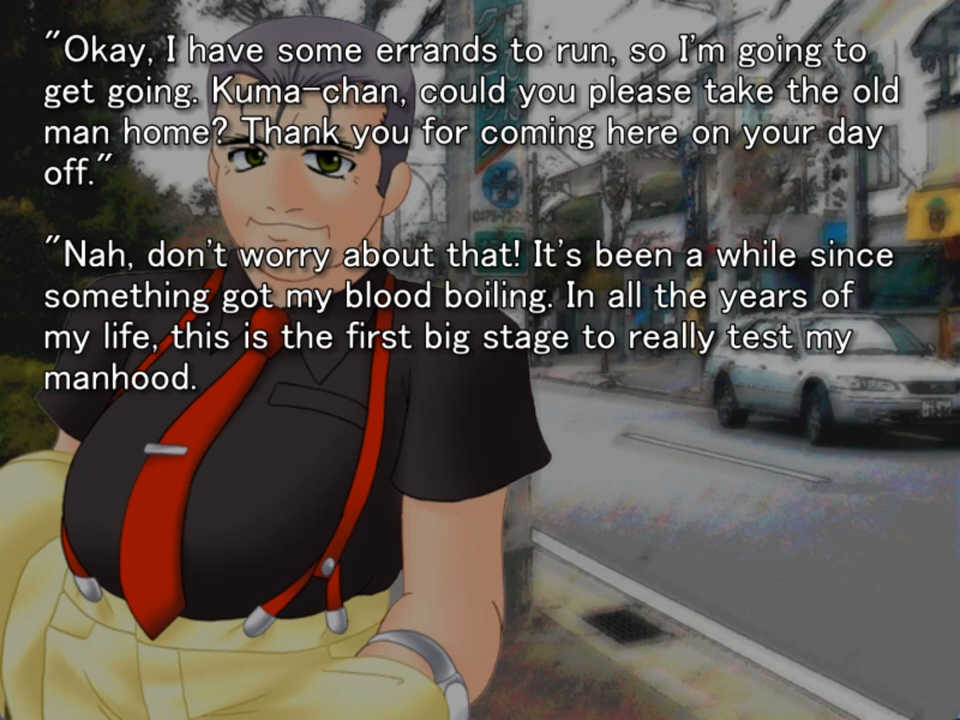 "Okay, I have some errands to run, so I'm going to
get going. Kuma-chan, could you please take the old
man home? Thank you for coming here on your day
off."
"Nah, don't worry about that! It's been a while since
something got my blood boiling. In all the years of
my life, this is the first big stage to really test my
manhood.